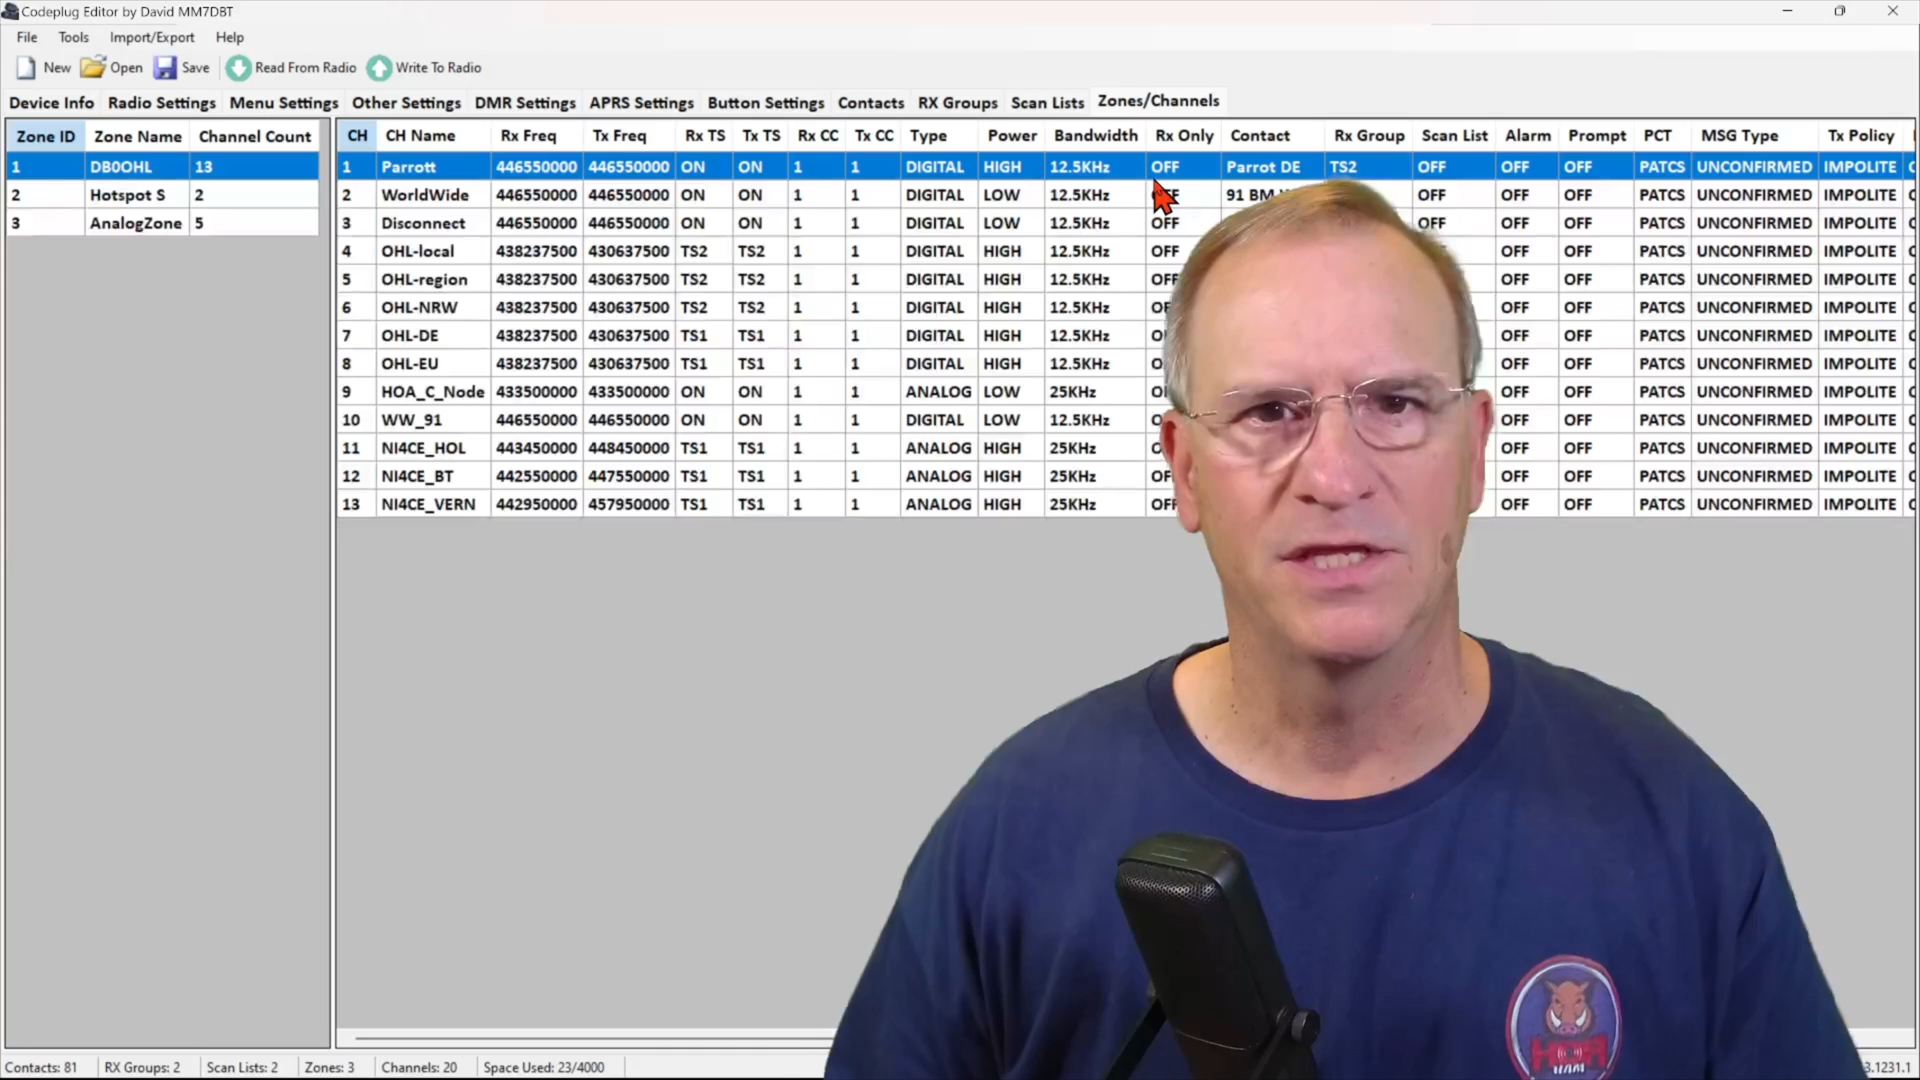 Codeplug Editor by David MM7DBT
File Tools Import/Export Help
New Open Save Read From Radio Write To Radio
Device Info Radio Settings Menu Settings Other Settings DMR Settings APRS Settings Button Settings Contacts RX Groups Scan Lists Zones/Channels
Zone ID Zone Name Channel Count
1 DB0OHL 13
2 Hotspot S 2
3 AnalogZone 5
CH CH Name Rx Freq Tx Freq Rx TS Tx TS Rx CC Tx CC Type Power Bandwidth Rx Only Contact Rx Group Scan List Alarm Prompt PCT MSG Type Tx Policy
1 Parrott 446550000 446550000 ON ON 1 1 DIGITAL HIGH 12.5KHz OFF Parrot DE TS2 OFF OFF OFF PATCS UNCONFIRMED IMPOLITE
2 WorldWide 446550000 446550000 ON ON 1 1 DIGITAL LOW 12.5KHz 91 BM OFF OFF OFF PATCS UNCONFIRMED IMPOLITE
3 Disconnect 446550000 446550000 ON ON 1 1 DIGITAL LOW 12.5KHz OFF OFF OFF OFF PATCS UNCONFIRMED IMPOLITE
4 OHL-local 438237500 430637500 TS2 TS2 1 1 DIGITAL HIGH 12.5KHz OFF OFF OFF PATCS UNCONFIRMED IMPOLITE
5 OHL-region 438237500 430637500 TS2 TS2 1 1 DIGITAL HIGH 12.5KHz OFF OFF PATCS UNCONFIRMED IMPOLITE
6 OHL-NRW 438237500 430637500 TS2 TS2 1 1 DIGITAL HIGH 12.5KHz OFF OFF PATCS UNCONFIRMED IMPOLITE
7 OHL-DE 438237500 430637500 TS1 TS1 1 1 DIGITAL HIGH 12.5KHz OFF OFF PATCS UNCONFIRMED IMPOLITE
8 OHL-EU 438237500 430637500 TS1 TS1 1 1 DIGITAL HIGH 12.5KHz OFF OFF PATCS UNCONFIRMED IMPOLITE
9 HOA_C_Node 433500000 433500000 ON ON 1 1 ANALOG LOW 25KHz OFF OFF PATCS UNCONFIRMED IMPOLITE
10 WW_91 446550000 446550000 ON ON 1 1 DIGITAL LOW 12.5KHz OFF OFF PATCS UNCONFIRMED IMPOLITE
11 NI4CE_HOL 443450000 448450000 TS1 TS1 1 1 ANALOG HIGH 25KHz OFF OFF PATCS UNCONFIRMED IMPOLITE
12 NI4CE_BT 442550000 447550000 TS1 TS1 1 1 ANALOG HIGH 25KHz OFF OFF PATCS UNCONFIRMED IMPOLITE
13 NI4CE_VERN 442950000 457950000 TS1 TS1 1 1 ANALOG HIGH 25KHz OFF OFF OFF PATCS UNCONFIRMED IMPOLITE
HOA
HAM
Contacts: 81 RX Groups: 2 Scan Lists: 2 Zones: 3 Channels: 20 Space Used: 23/4000 3.1231.1